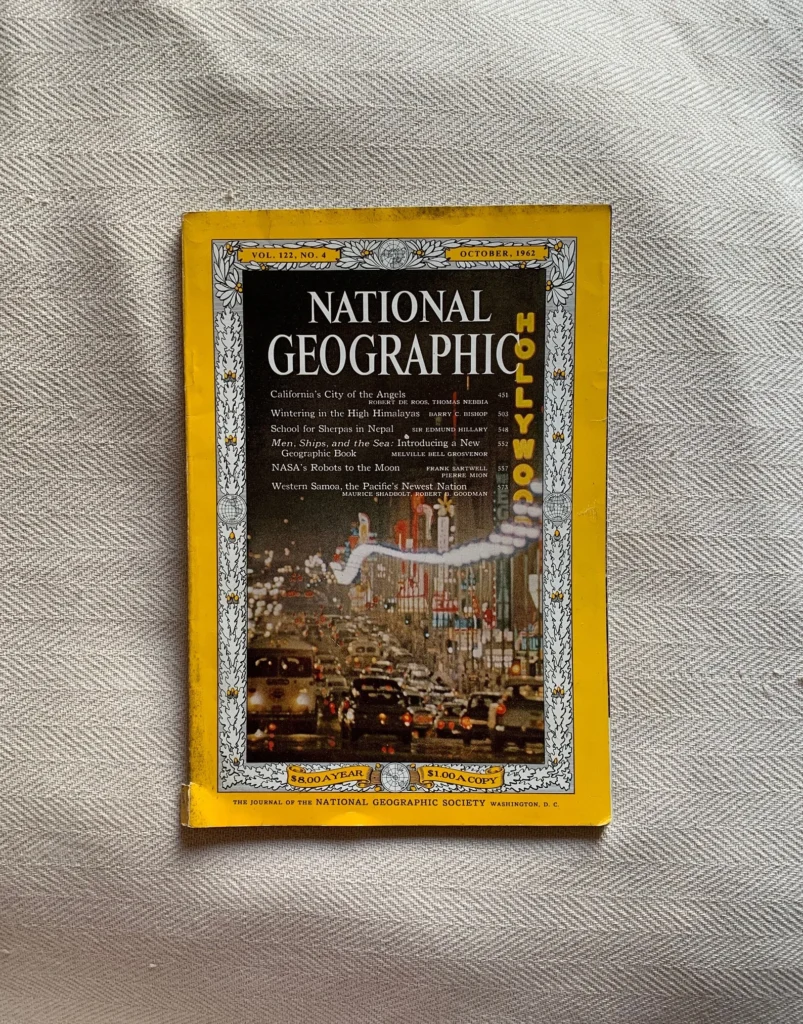 VOL. 122, NO. 4
OCTOBER, 1962
NATIONAL
GEOGRAPHIC
HOLLYWOO
California's City of the Angels 451
ROBERT DE ROOS, THOMAS NEBBIA
Wintering in the High Himalayas BARRY C. BISHOP 503
School for Sherpas in Nepal SIR EDMUND HILLARY 548
Men, Ships, and the Sea: Introducing a New 552
Geographic Book MELVILLE BELL GROSVENOR
NASA's Robots to the Moon FRANK SARTWELL 557
PIERRE MION
Western Samoa, the Pacific's Newest Nation 573
MAURICE SHADBOLT, ROBERT B. GOODMAN
$8.00 A YEAR
$1.00 A COPY
THE JOURNAL OF THE NATIONAL GEOGRAPHIC SOCIETY WASHINGTON, D. C.